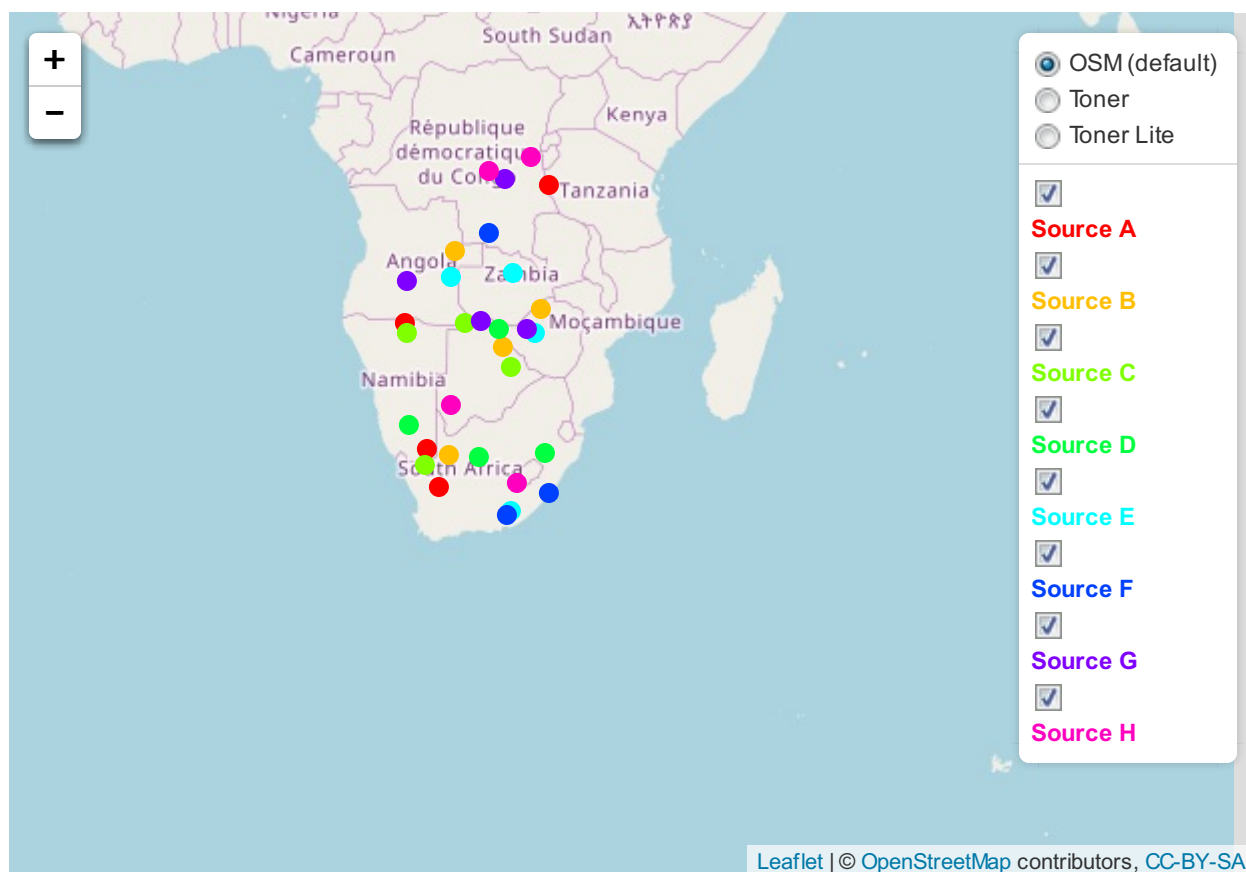 +
−
Nigeria
Cameroun
South Sudan
ኢትዮጵያ
Kenya
République
démocratique
du Congo
Tanzania
Angola
Zambia
Moçambique
Namibia
South Africa
OSM (default)
Toner
Toner Lite
Source A
Source B
Source C
Source D
Source E
Source F
Source G
Source H
Leaflet | © OpenStreetMap contributors, CC-BY-SA